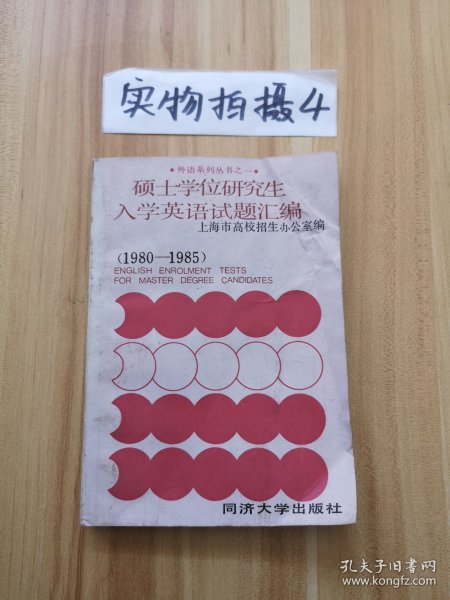 实物拍摄4
•外语系列丛书之一•
硕士学位研究生
入学英语试题汇编
上海市高校招生办公室编
(1980—1985)
ENGLISH ENROLMENT TESTS
FOR MASTER DEGREE CANDIDATES
同济大学出版社
孔夫子旧书网
www.kongfz.com